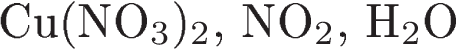 Cu(NO₃)₂, NO₂, H₂O